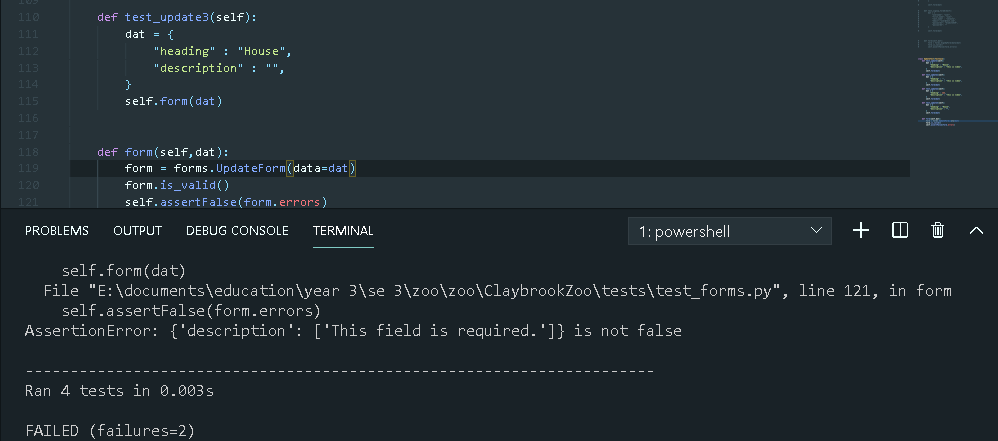 109
110 def test_update3(self):
111 dat = {
112 "heading" : "House",
113 "description" : "",
114 }
115 self.form(dat)
116
117
118 def form(self,dat):
119 form = forms.UpdateForm(data=dat)
120 form.is_valid()
121 self.assertFalse(form.errors)
PROBLEMS OUTPUT DEBUG CONSOLE TERMINAL 1: powershell
self.form(dat)
File "E:\documents\education\year 3\se 3\zoo\zoo\ClaybrookZoo\tests\test_forms.py", line 121, in form
self.assertFalse(form.errors)
AssertionError: {'description': ['This field is required.']} is not false
----------------------------------------------------------------------
Ran 4 tests in 0.003s
FAILED (failures=2)